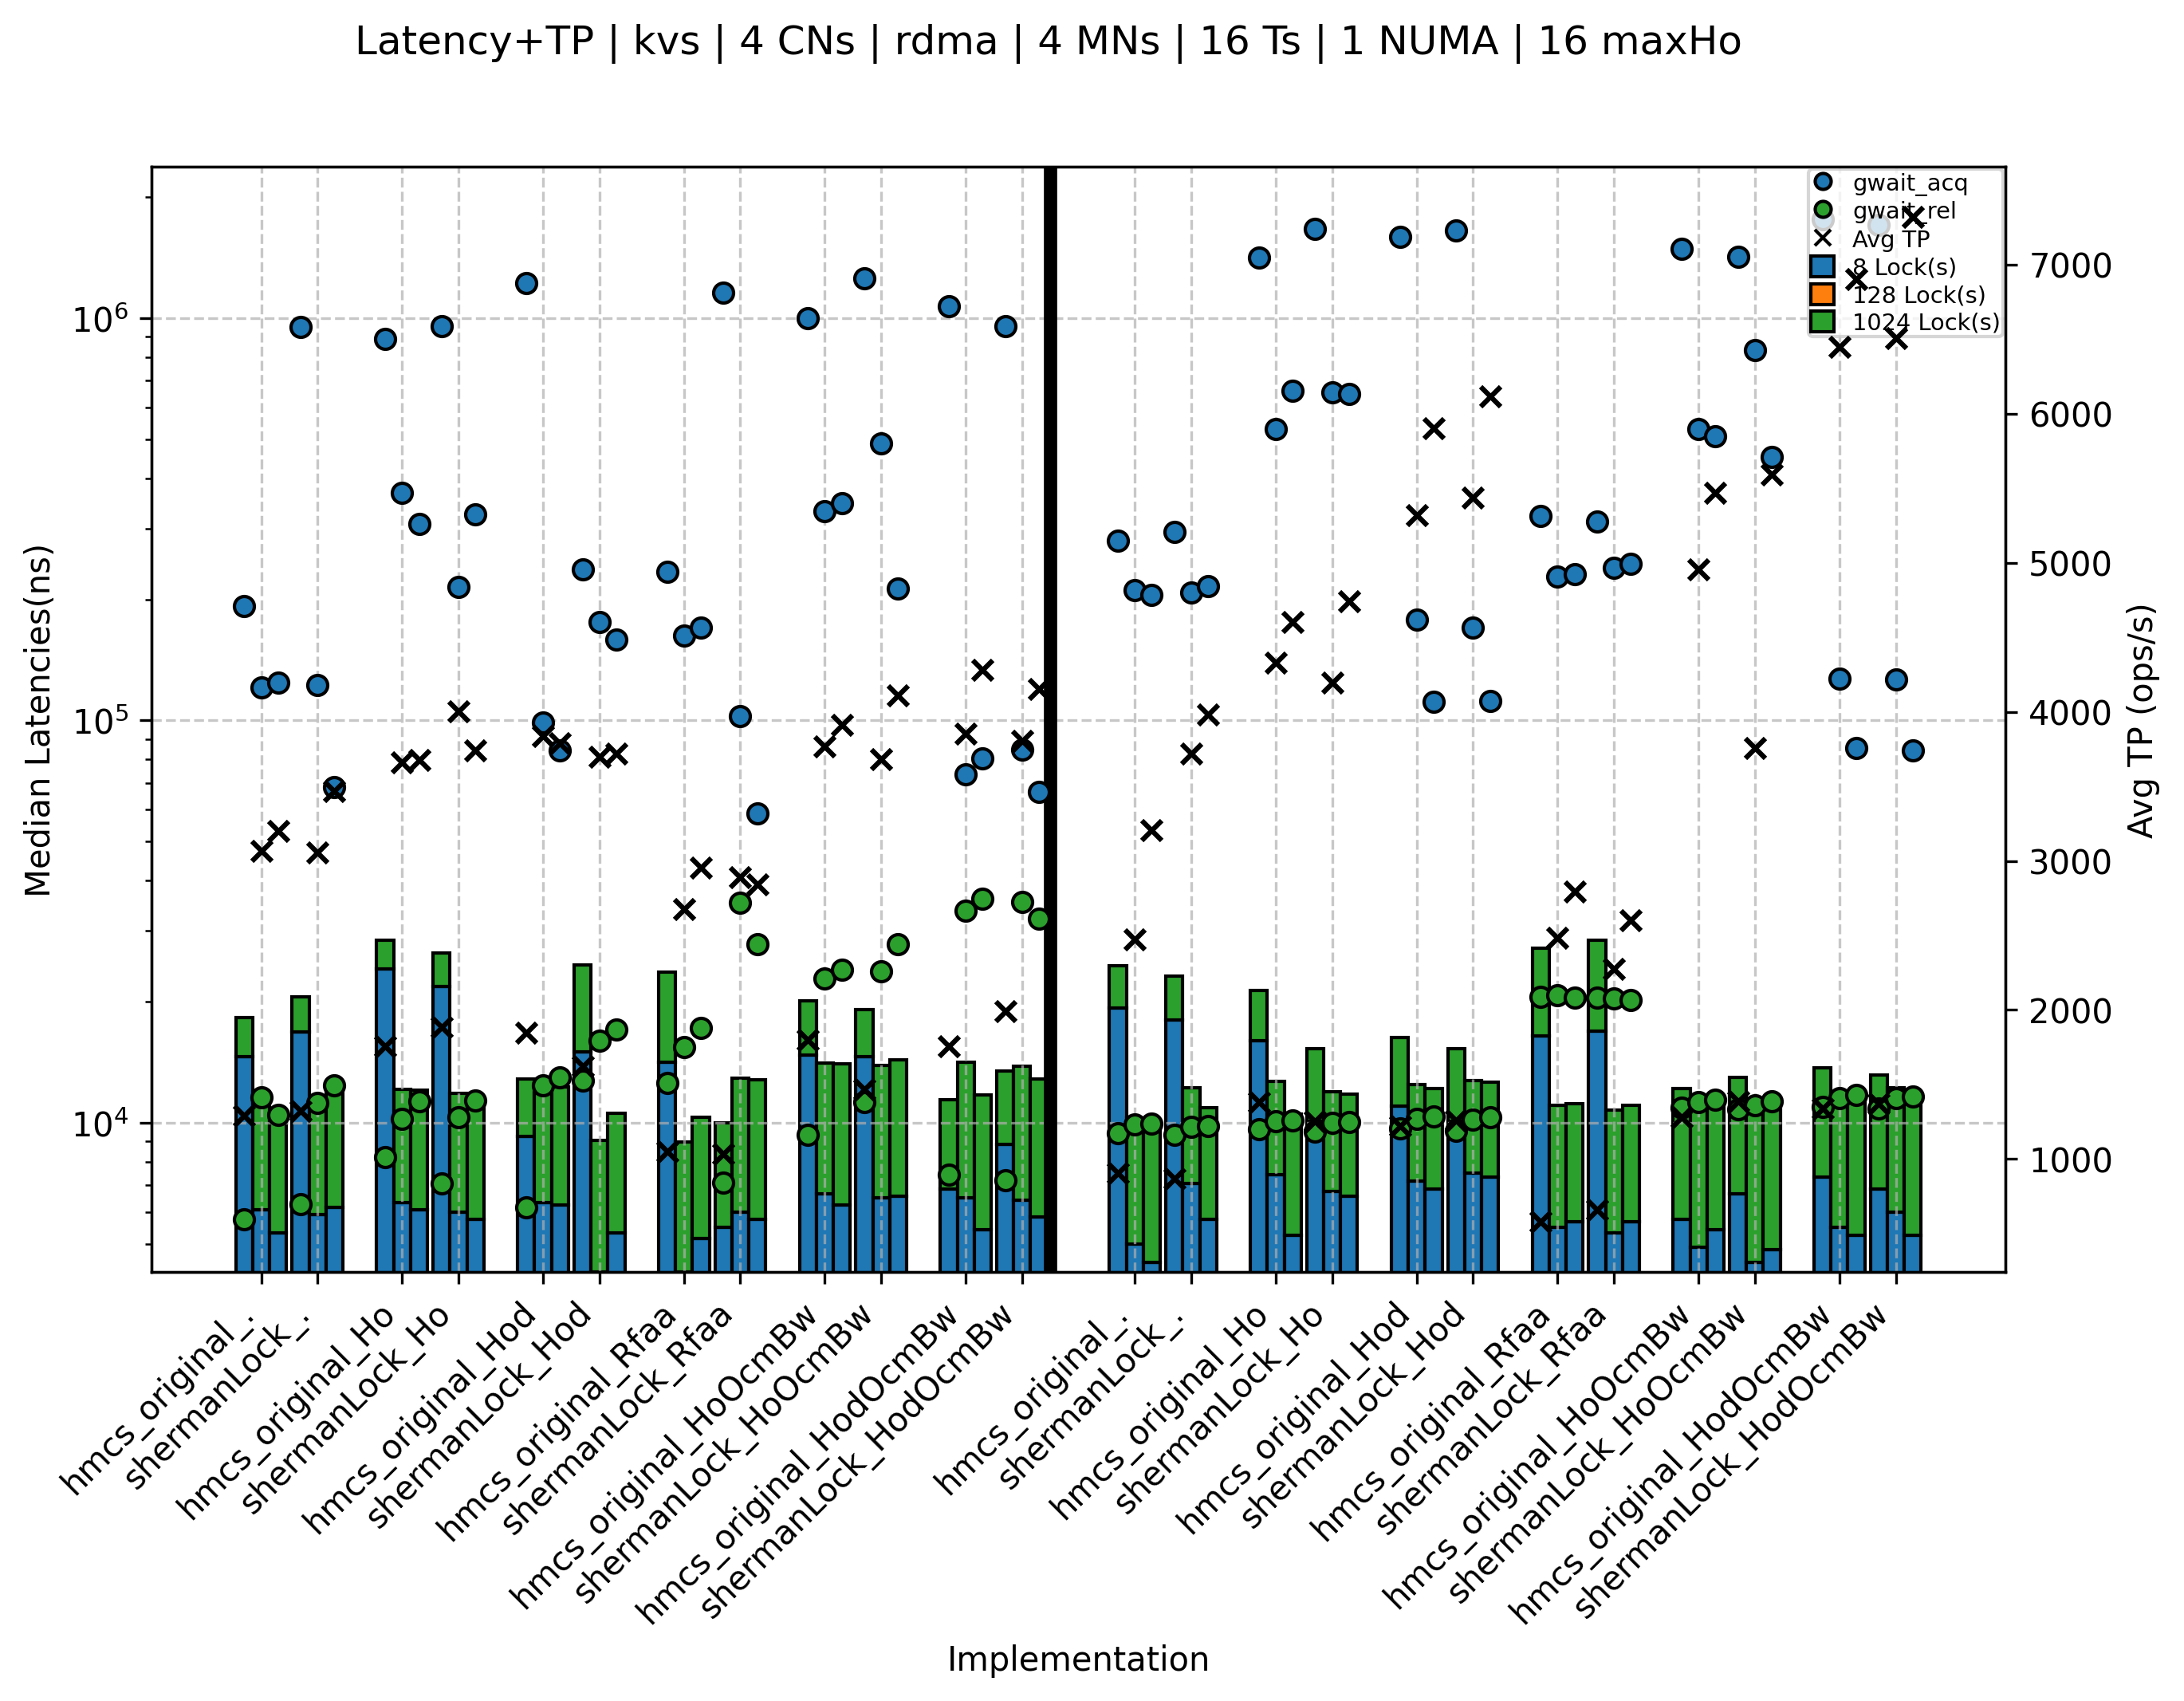 Latency+TP | kvs | 4 CNs | rdma | 4 MNs | 16 Ts | 1 NUMA | 16 maxHo
gwait_acq
gwait_rel
Avg TP
8 Lock(s)
128 Lock(s)
1024 Lock(s)
Median Latencies(ns)
10^6
10^5
10^4
Avg TP (ops/s)
7000
6000
5000
4000
3000
2000
1000
hmcs_original_.
shermanLock_.
hmcs_original_Ho
shermanLock_Ho
hmcs_original_Hod
shermanLock_Hod
hmcs_original_Rfaa
shermanLock_Rfaa
hmcs_original_HoOcmBw
shermanLock_HoOcmBw
hmcs_original_HodOcmBw
shermanLock_HodOcmBw
hmcs_original_.
shermanLock_.
hmcs_original_Ho
shermanLock_Ho
hmcs_original_Hod
shermanLock_Hod
hmcs_original_Rfaa
shermanLock_Rfaa
hmcs_original_HoOcmBw
shermanLock_HoOcmBw
hmcs_original_HodOcmBw
shermanLock_HodOcmBw
Implementation